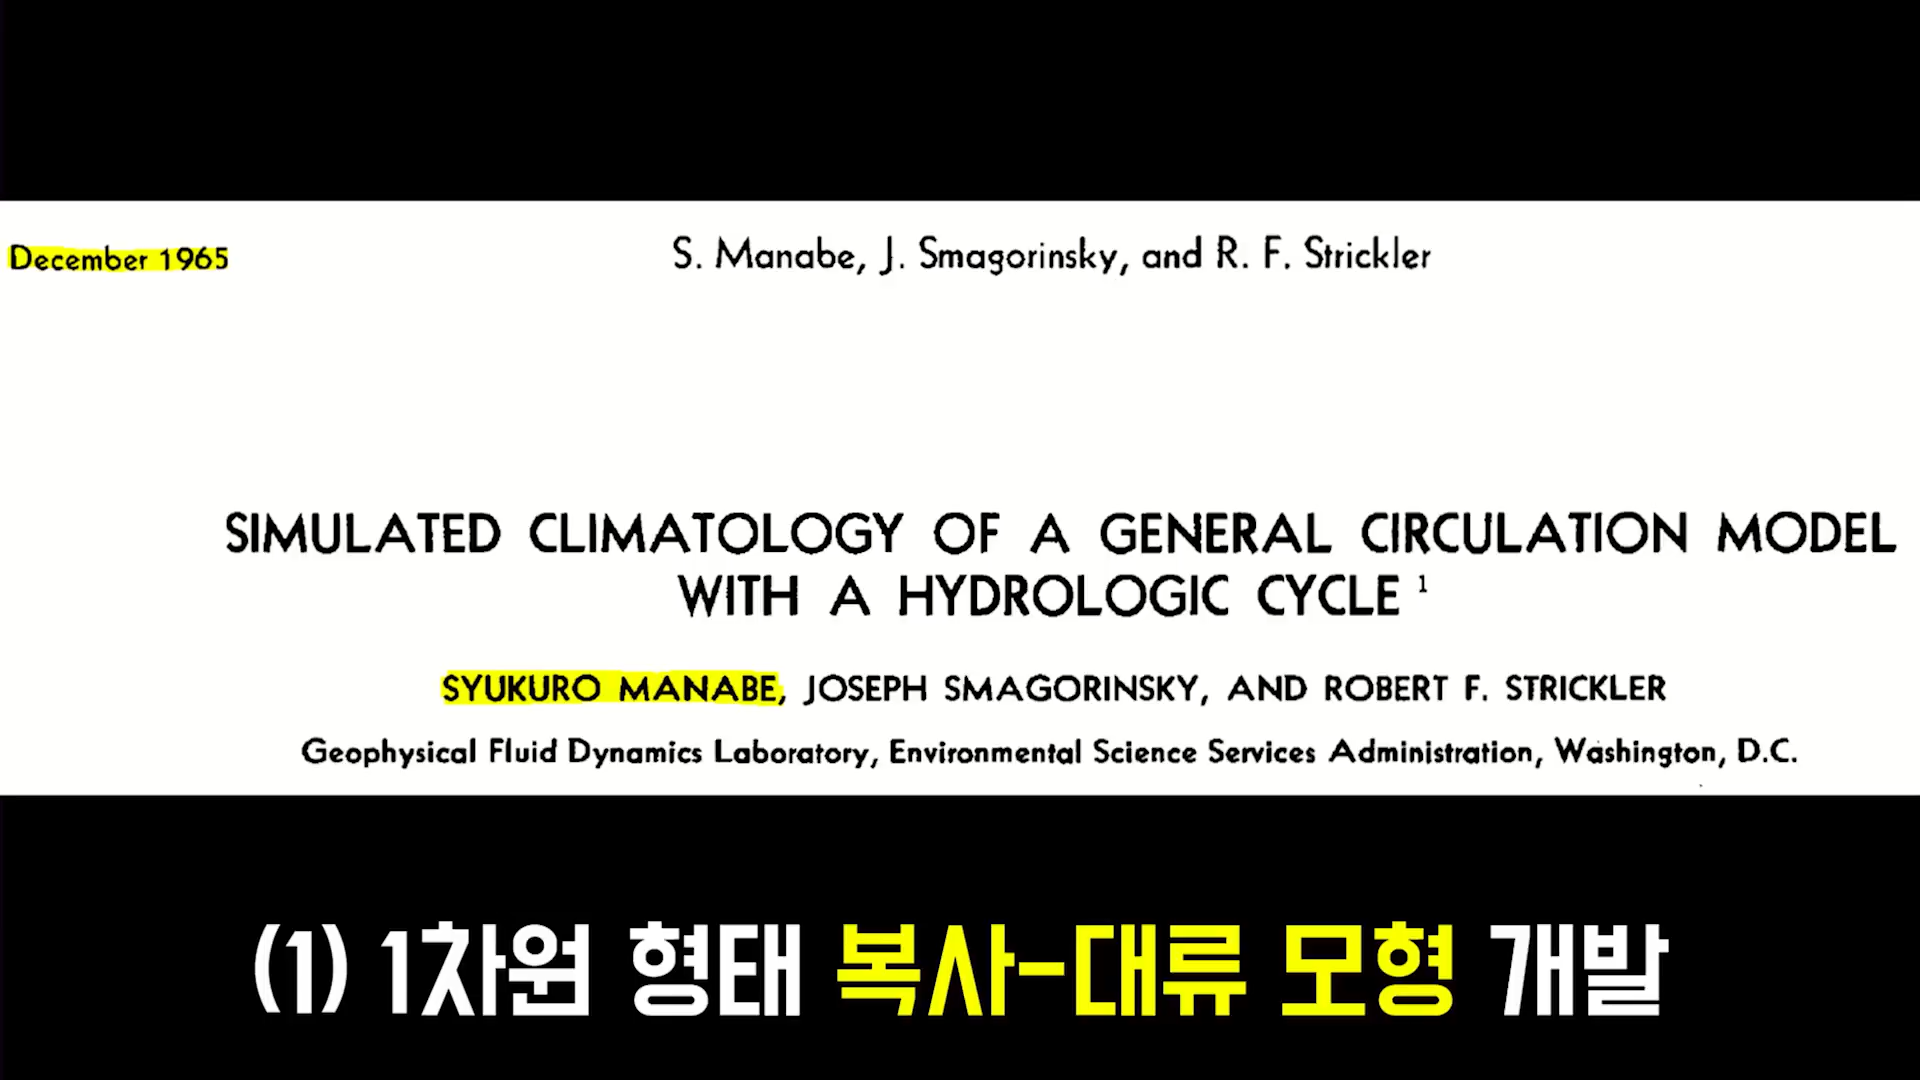 December 1965
S. Manabe, J. Smagorinsky, and R. F. Strickler
SIMULATED CLIMATOLOGY OF A GENERAL CIRCULATION MODEL
WITH A HYDROLOGIC CYCLE ¹
SYUKURO MANABE, JOSEPH SMAGORINSKY, AND ROBERT F. STRICKLER
Geophysical Fluid Dynamics Laboratory, Environmental Science Services Administration, Washington, D.C.
(1) 1차원 형태 복사-대류 모형 개발